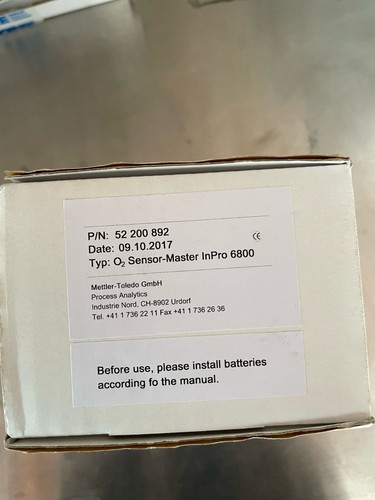 P/N: 52 200 892
Date: 09.10.2017
Typ: O₂ Sensor-Master InPro 6800
CE
Mettler-Toledo GmbH
Process Analytics
Industrie Nord, CH-8902 Urdorf
Tel. +41 1 736 22 11 Fax +41 1 736 26 36
Before use, please install batteries
according fo the manual.